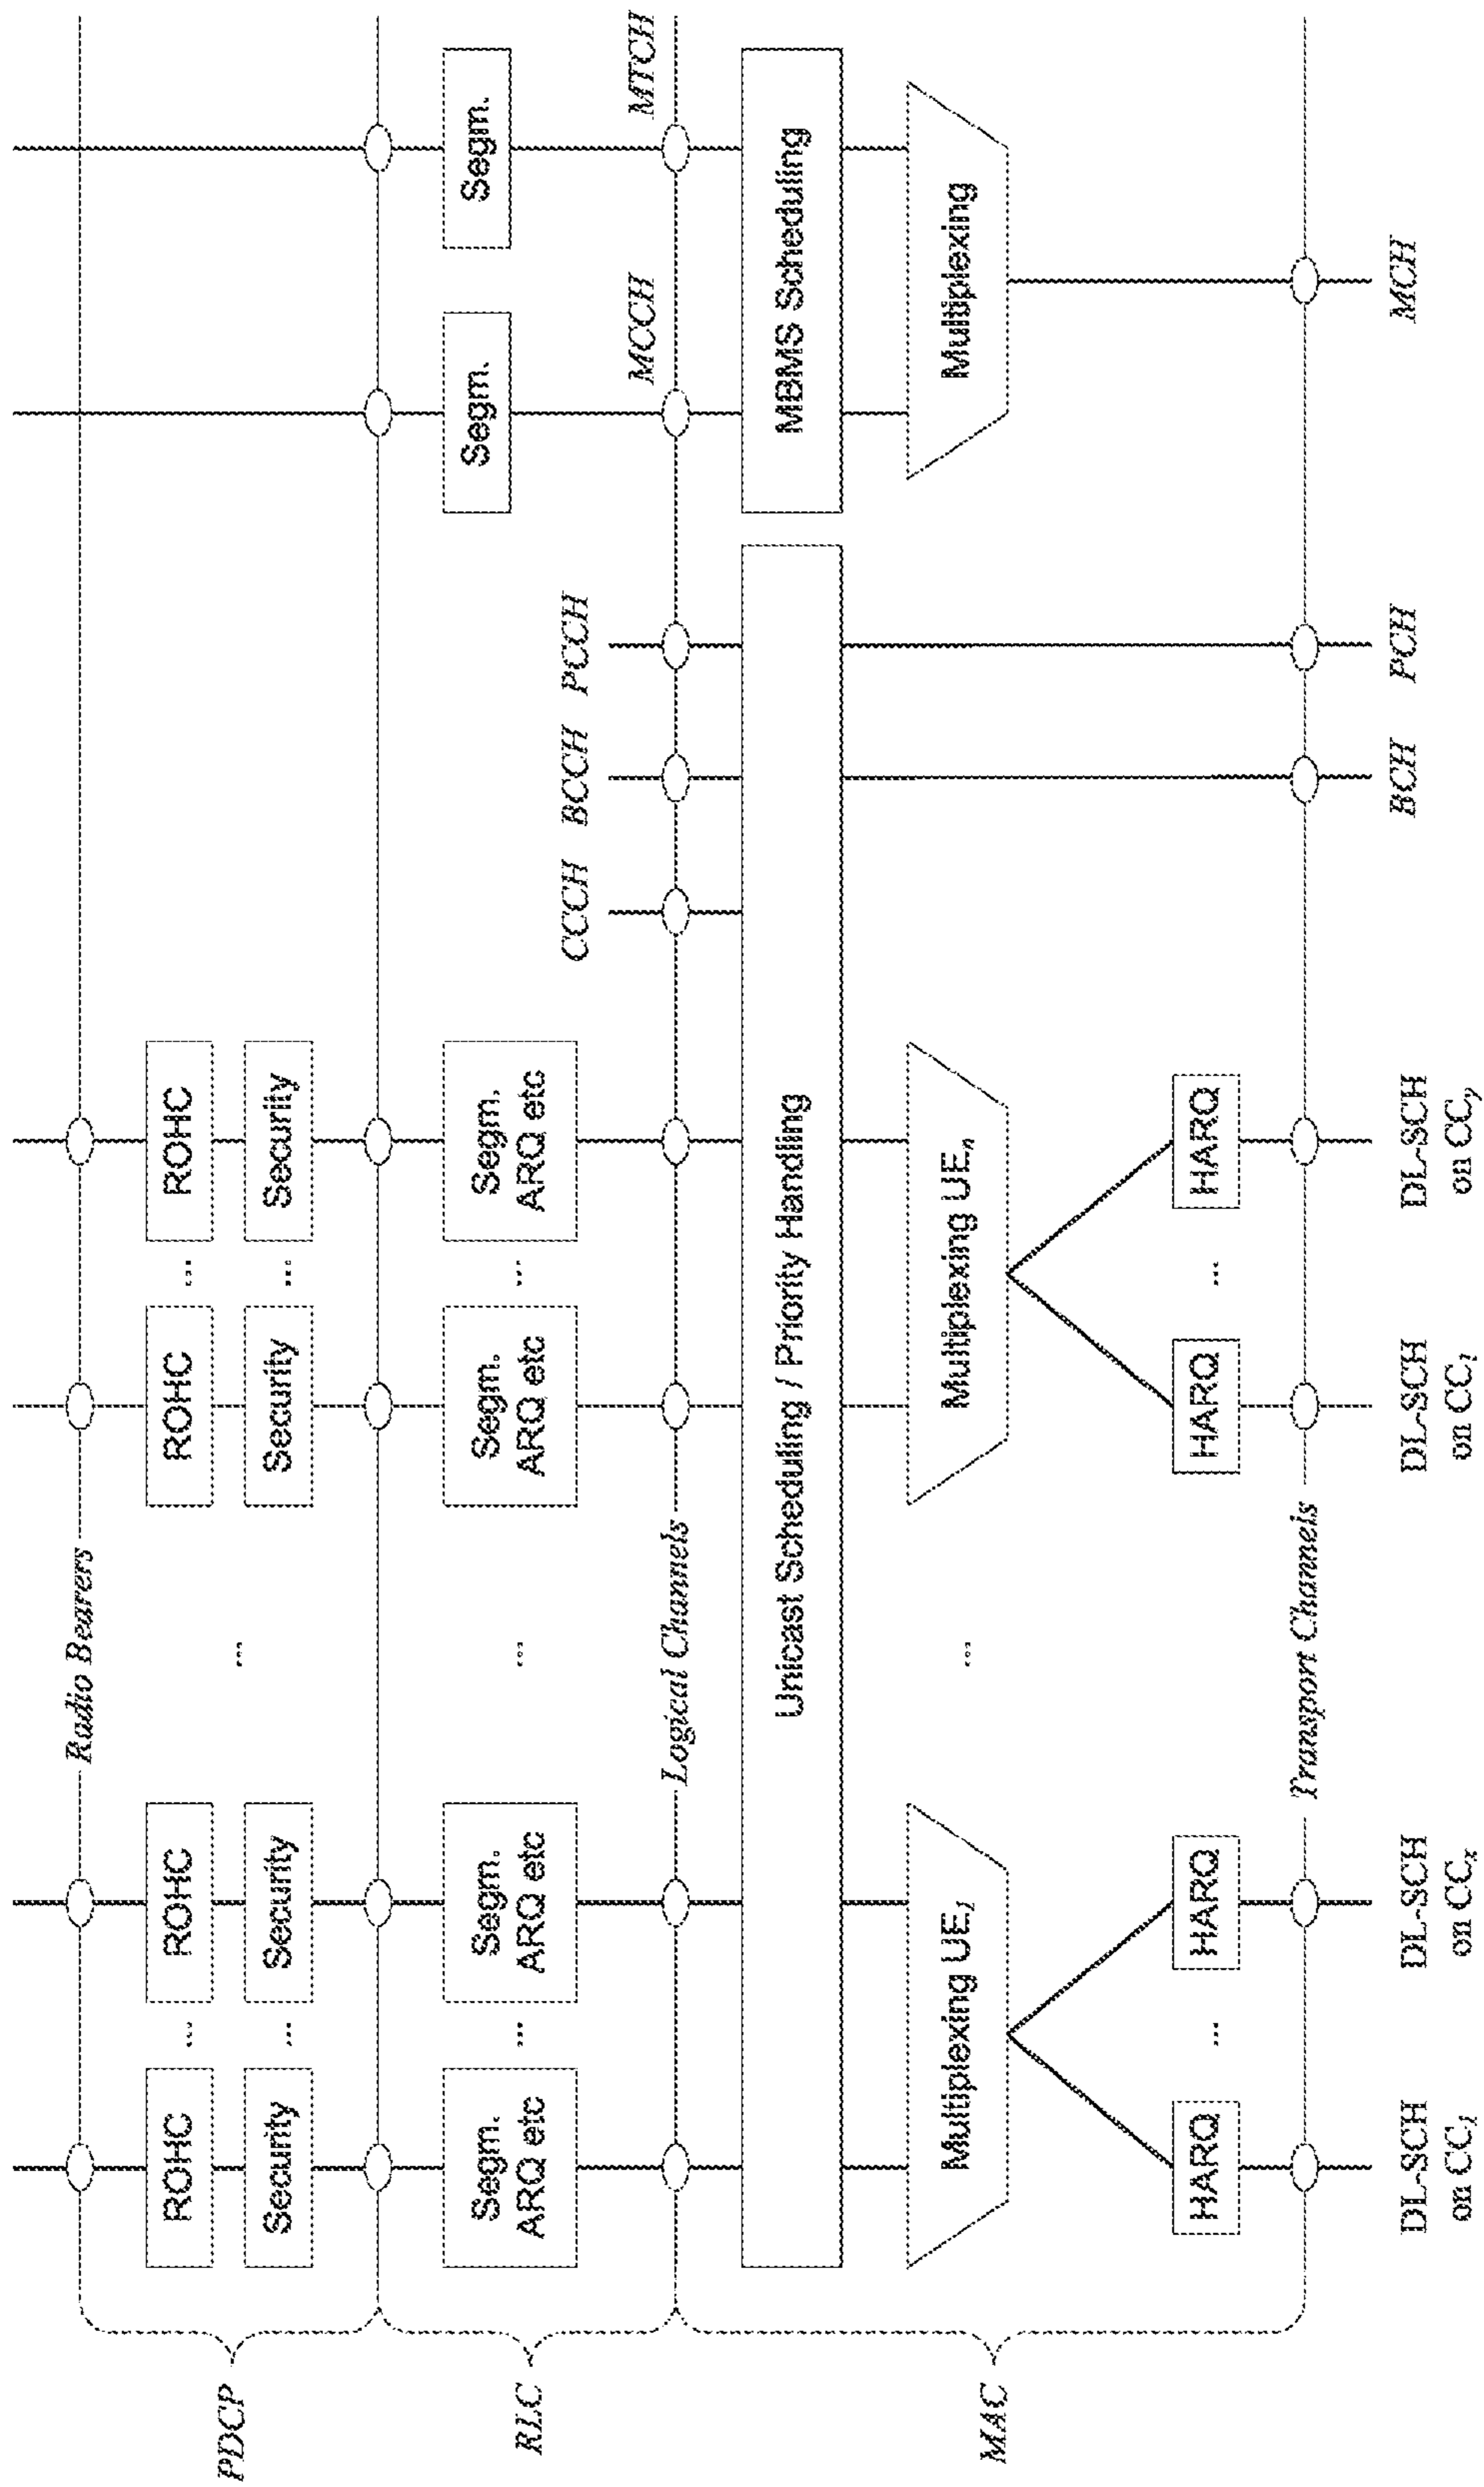 Radio Bearers
ROHC ... ROHC ROHC ... ROHC
PDCP
...
Security ... Security Security ... Security
Segm. Segm. Segm. Segm. Segm. Segm.
RLC
... ... ...
ARQ etc ARQ etc ARQ etc ARQ etc
CCCH BCCH PCCH
MCCH MTCH
Logical Channels
Unicast Scheduling / Priority Handling MBMS Scheduling
Multiplexing UE1 ... Multiplexing UEn Multiplexing
MAC
HARQ ... HARQ HARQ ... HARQ
Transport Channels
DL-SCH DL-SCH DL-SCH DL-SCH BCH PCH MCH
on CC1 on CCx on CC1 on CCy